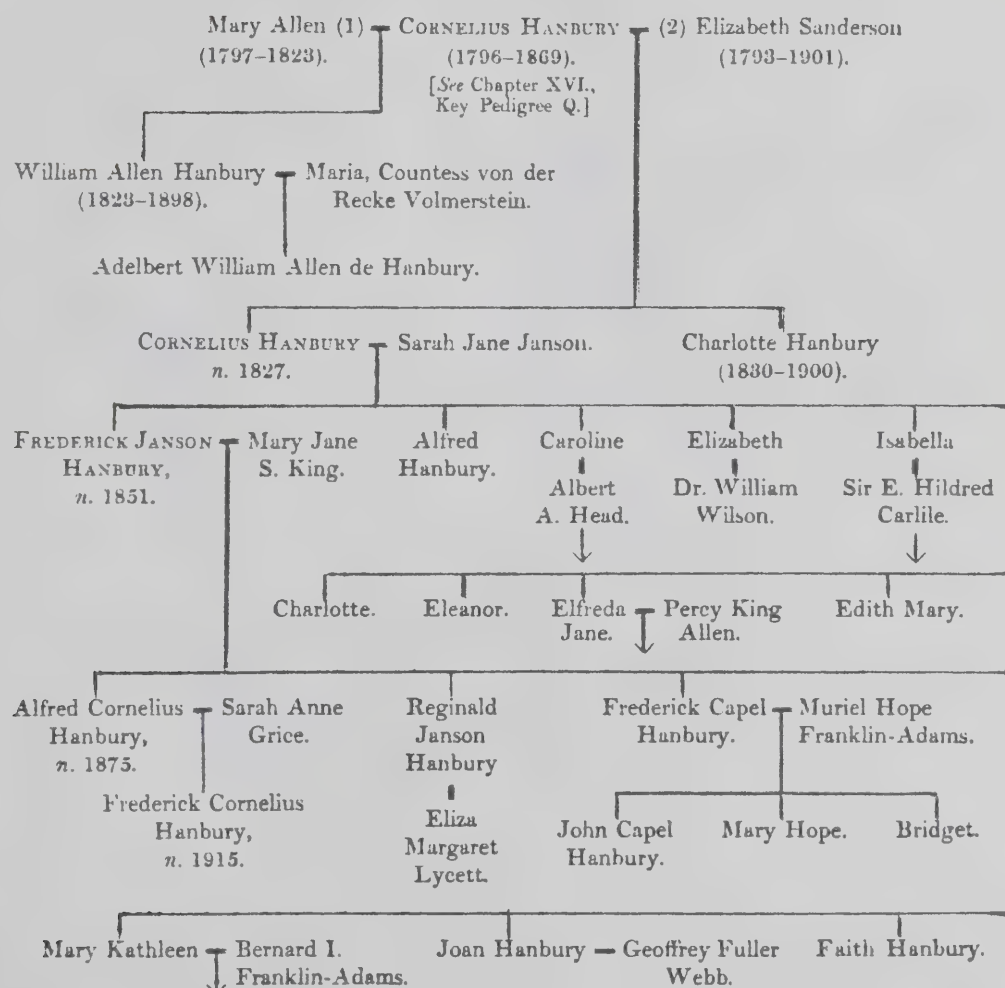 Mary Allen (1) CORNELIUS HANBURY (2) Elizabeth Sanderson
(1797–1823). (1796–1869). (1793–1901).
[See Chapter XVI.,
Key Pedigree Q.]
William Allen Hanbury Maria, Countess von der
(1823–1898). Recke Volmerstein.
Adelbert William Allen de Hanbury.
CORNELIUS HANBURY Sarah Jane Janson. Charlotte Hanbury
n. 1827. (1830–1900).
FREDERICK JANSON Mary Jane Alfred Caroline Elizabeth Isabella
HANBURY, S. King. Hanbury.
n. 1851. Albert Dr. William Sir E. Hildred
A. Head. Wilson. Carlile.
Charlotte. Eleanor. Elfreda Percy King Edith Mary.
Jane. Allen.
Alfred Cornelius Sarah Anne Reginald Frederick Capel Muriel Hope
Hanbury, Grice. Janson Hanbury. Franklin-Adams.
n. 1875. Hanbury
Frederick Cornelius
Hanbury, Eliza John Capel Mary Hope. Bridget.
n. 1915. Margaret Hanbury.
Lycett.
Mary Kathleen Bernard I. Joan Hanbury Geoffrey Fuller Faith Hanbury.
Franklin-Adams. Webb.